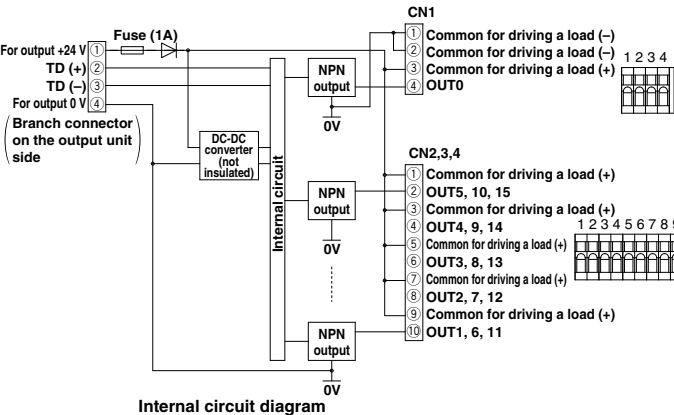 CN1
Fuse (1A)
For output +24 V ①
TD (+) ②
TD (–) ③
For output 0 V ④
(Branch connector
on the output unit
side)
DC-DC
converter
(not
insulated)
Internal circuit
NPN
output
0V
① Common for driving a load (–)
② Common for driving a load (–)
③ Common for driving a load (+)
④ OUT0
1 2 3 4
CN2,3,4
NPN
output
0V
① Common for driving a load (+)
② OUT5, 10, 15
③ Common for driving a load (+)
④ OUT4, 9, 14
⑤ Common for driving a load (+)
⑥ OUT3, 8, 13
⑦ Common for driving a load (+)
⑧ OUT2, 7, 12
⑨ Common for driving a load (+)
⑩ OUT1, 6, 11
1 2 3 4 5 6 7 8 9
NPN
output
0V
Internal circuit diagram